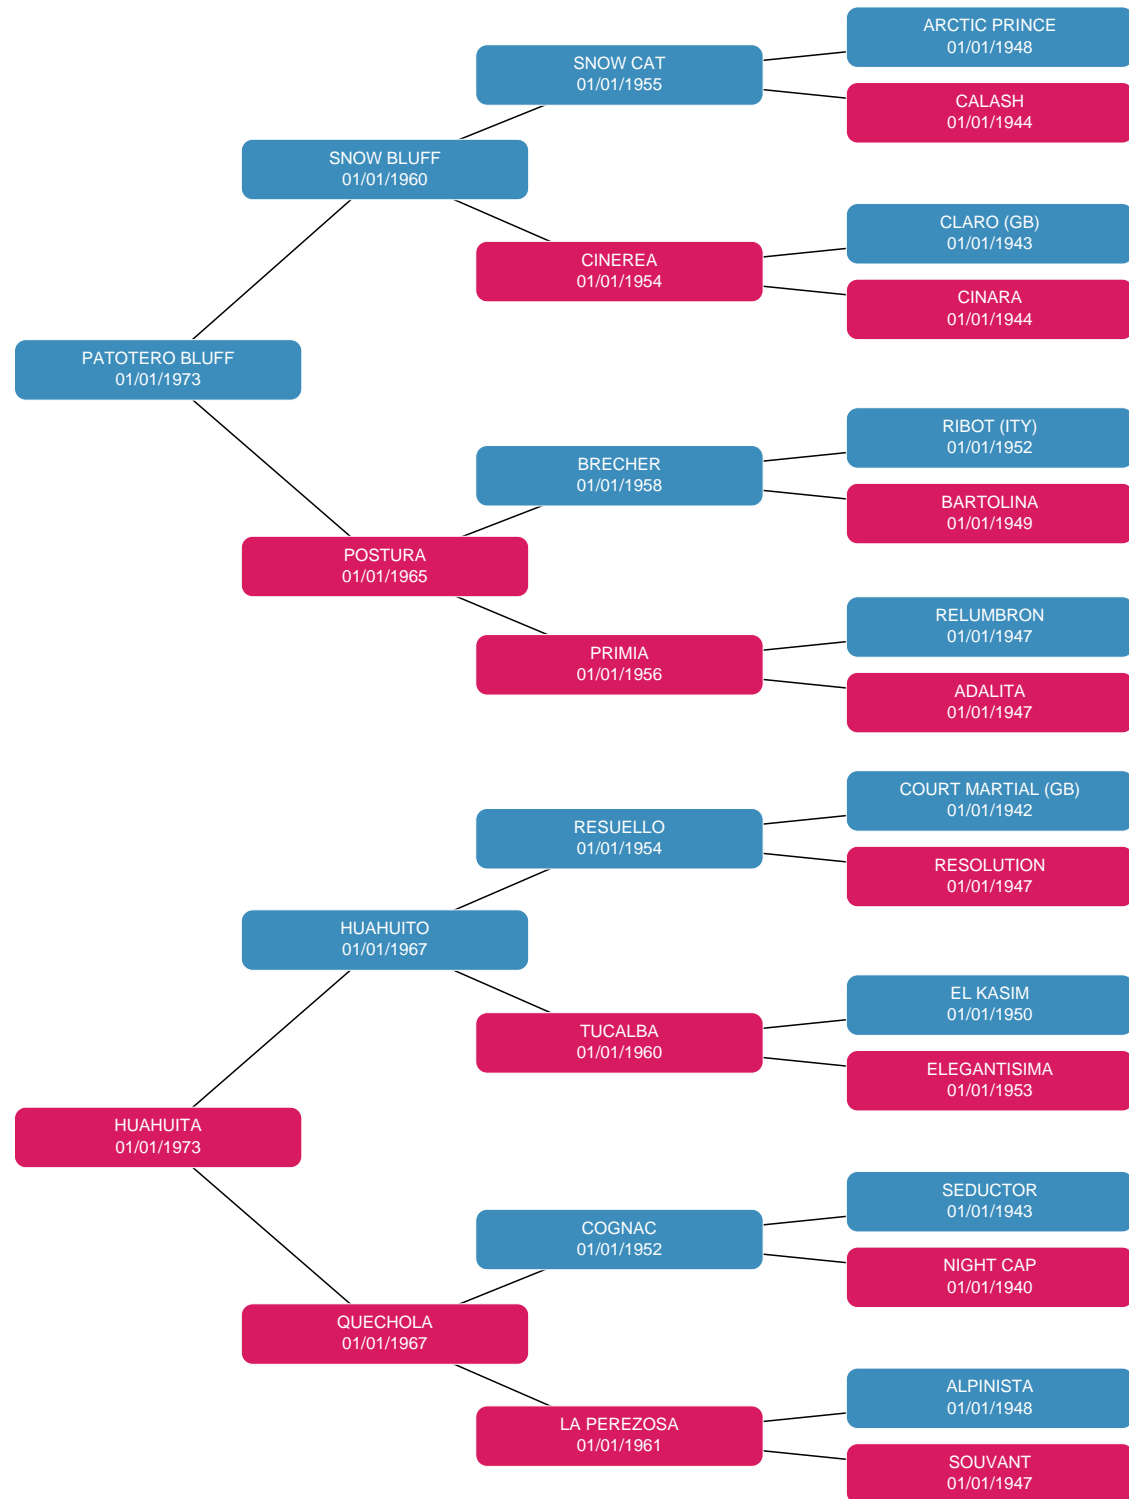 ARCTIC PRINCE
01/01/1948
SNOW CAT
01/01/1955
CALASH
01/01/1944
SNOW BLUFF
01/01/1960
CLARO (GB)
01/01/1943
CINEREA
01/01/1954
CINARA
01/01/1944
PATOTERO BLUFF
01/01/1973
RIBOT (ITY)
01/01/1952
BRECHER
01/01/1958
BARTOLINA
01/01/1949
POSTURA
01/01/1965
RELUMBRON
01/01/1947
PRIMIA
01/01/1956
ADALITA
01/01/1947
COURT MARTIAL (GB)
01/01/1942
RESUELLO
01/01/1954
RESOLUTION
01/01/1947
HUAHUITO
01/01/1967
EL KASIM
01/01/1950
TUCALBA
01/01/1960
ELEGANTISIMA
01/01/1953
HUAHUITA
01/01/1973
SEDUCTOR
01/01/1943
COGNAC
01/01/1952
NIGHT CAP
01/01/1940
QUECHOLA
01/01/1967
ALPINISTA
01/01/1948
LA PEREZOSA
01/01/1961
SOUVANT
01/01/1947